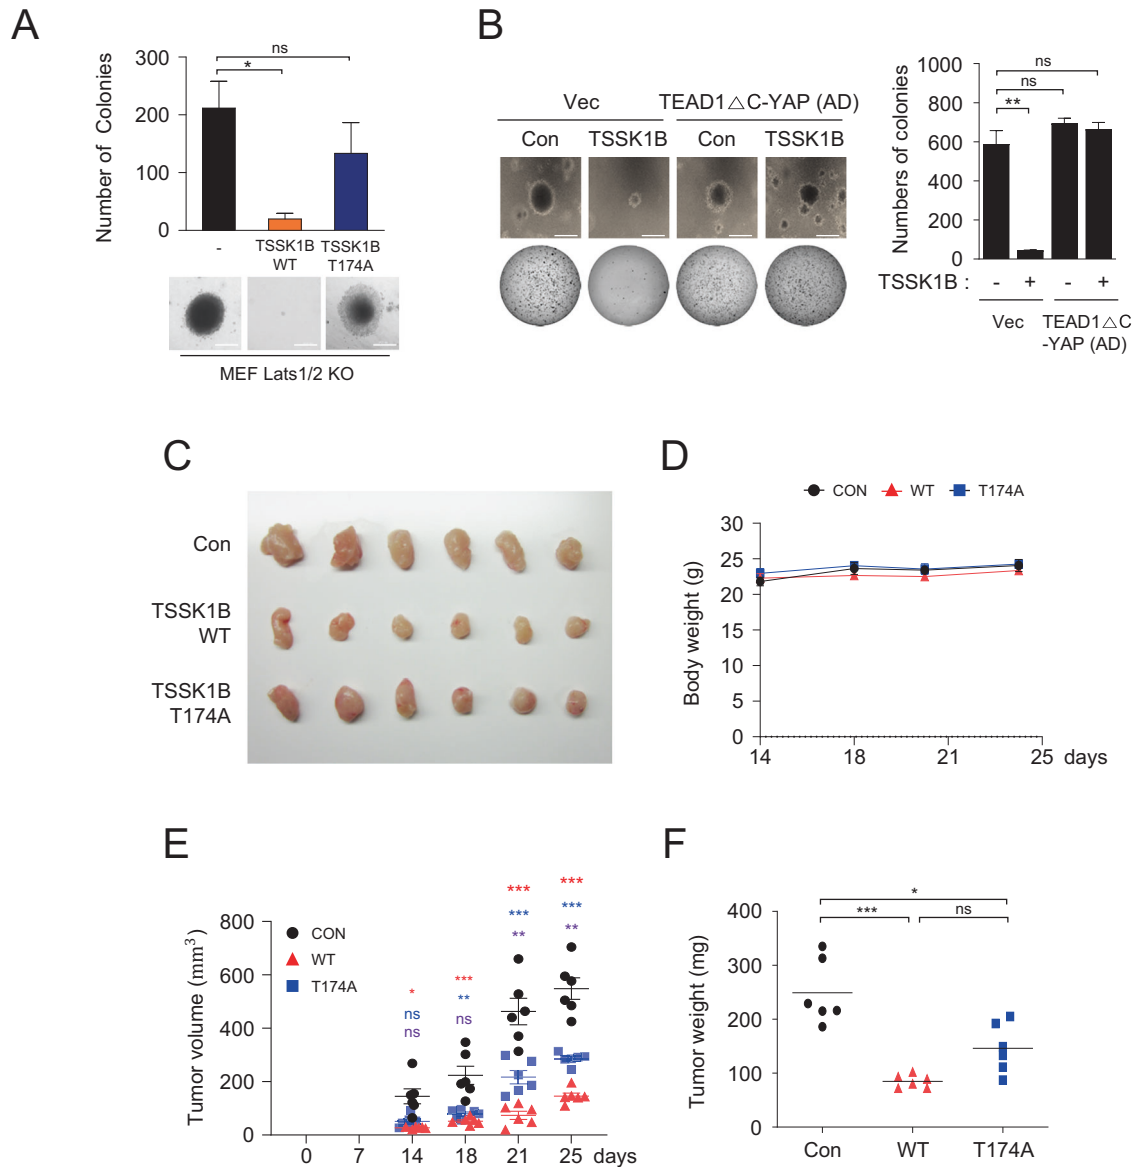 A
Number of Colonies
300
200
100
0
ns
*
-
TSSK1B
WT
TSSK1B
T174A
MEF Lats1/2 KO
B
Vec
TEAD1△C-YAP (AD)
Con
TSSK1B
Con
TSSK1B
Numbers of colonies
1000
800
600
400
200
0
ns
ns
**
TSSK1B :
-
+
-
+
Vec
TEAD1△C
-YAP (AD)
C
Con
TSSK1B
WT
TSSK1B
T174A
D
CON
WT
T174A
Body weight (g)
30
25
20
15
10
5
0
14
18
21
25
days
E
Tumor volume (mm³)
800
600
400
200
0
CON
WT
T174A
*
ns
ns
***
**
ns
***
***
**
***
***
**
0
7
14
18
21
25
days
F
Tumor weight (mg)
400
300
200
100
0
*
***
ns
Con
WT
T174A